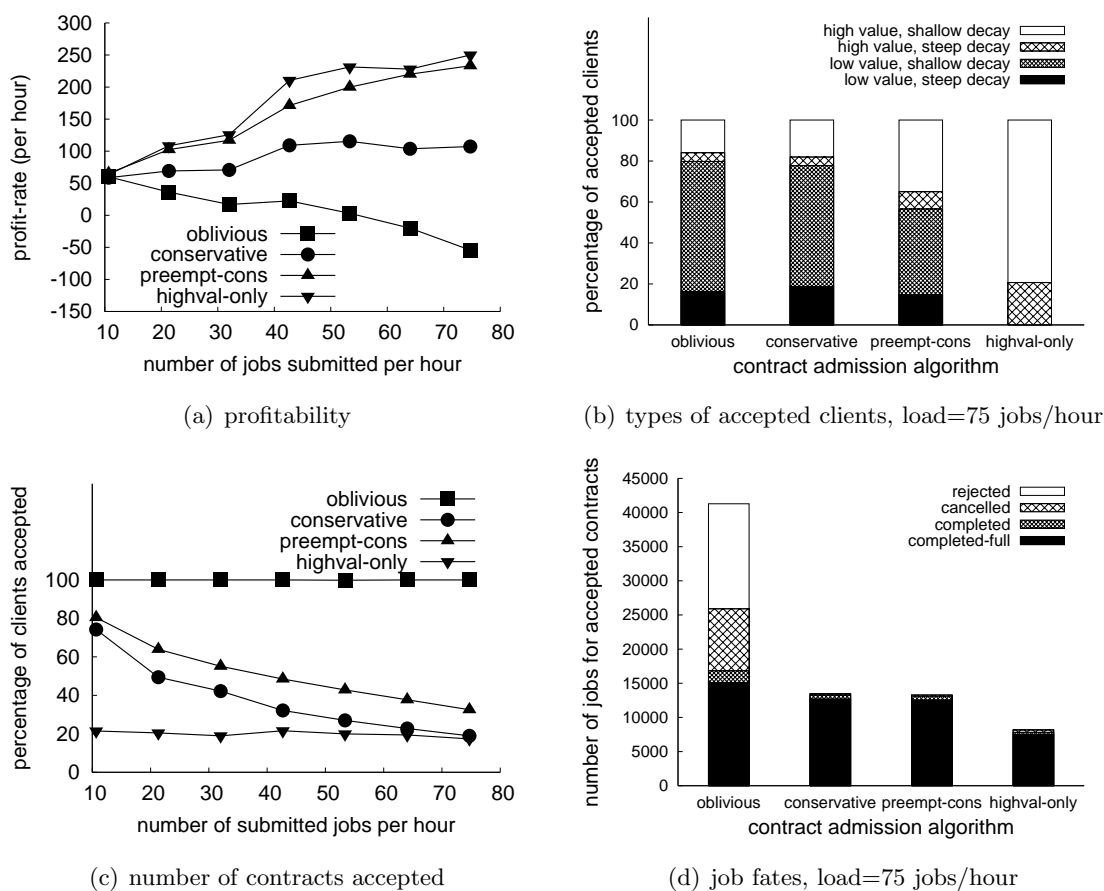 300
250
200
150
100
50
0
-50
-100
-150
profit-rate (per hour)
oblivious
conservative
preempt-cons
highval-only
10 20 30 40 50 60 70 80
number of jobs submitted per hour
(a) profitability
high value, shallow decay
high value, steep decay
low value, shallow decay
low value, steep decay
100
80
60
40
20
0
percentage of accepted clients
oblivious conservative preempt-cons highval-only
contract admission algorithm
(b) types of accepted clients, load=75 jobs/hour
oblivious
conservative
preempt-cons
highval-only
100
80
60
40
20
0
percentage of clients accepted
10 20 30 40 50 60 70 80
number of submitted jobs per hour
(c) number of contracts accepted
45000
40000
35000
30000
25000
20000
15000
10000
5000
0
number of jobs for accepted contracts
rejected
cancelled
completed
completed-full
oblivious conservative preempt-cons highval-only
contract admission algorithm
(d) job fates, load=75 jobs/hour